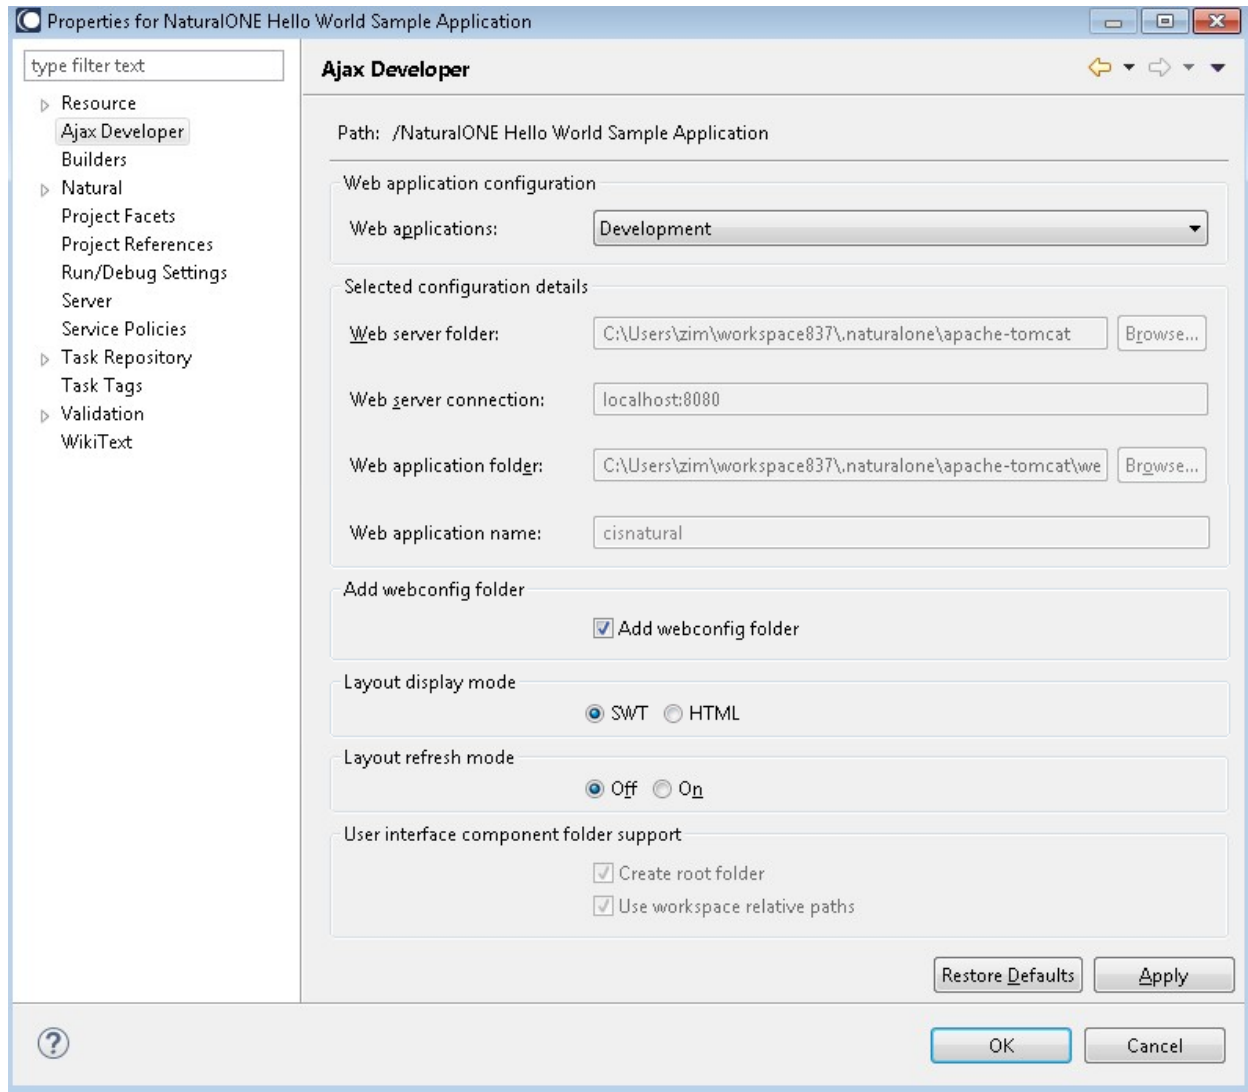 Properties for NaturalONE Hello World Sample Application
type filter text
Resource
Ajax Developer
Builders
Natural
Project Facets
Project References
Run/Debug Settings
Server
Service Policies
Task Repository
Task Tags
Validation
WikiText
Ajax Developer
Path: /NaturalONE Hello World Sample Application
Web application configuration
Web applications: Development
Selected configuration details
Web server folder: C:\Users\zim\workspace837\.naturalone\apache-tomcat Browse...
Web server connection: localhost:8080
Web application folder: C:\Users\zim\workspace837\.naturalone\apache-tomcat\we Browse...
Web application name: cisnatural
Add webconfig folder
Add webconfig folder
Layout display mode
SWT HTML
Layout refresh mode
Off On
User interface component folder support
Create root folder
Use workspace relative paths
Restore Defaults Apply
? OK Cancel